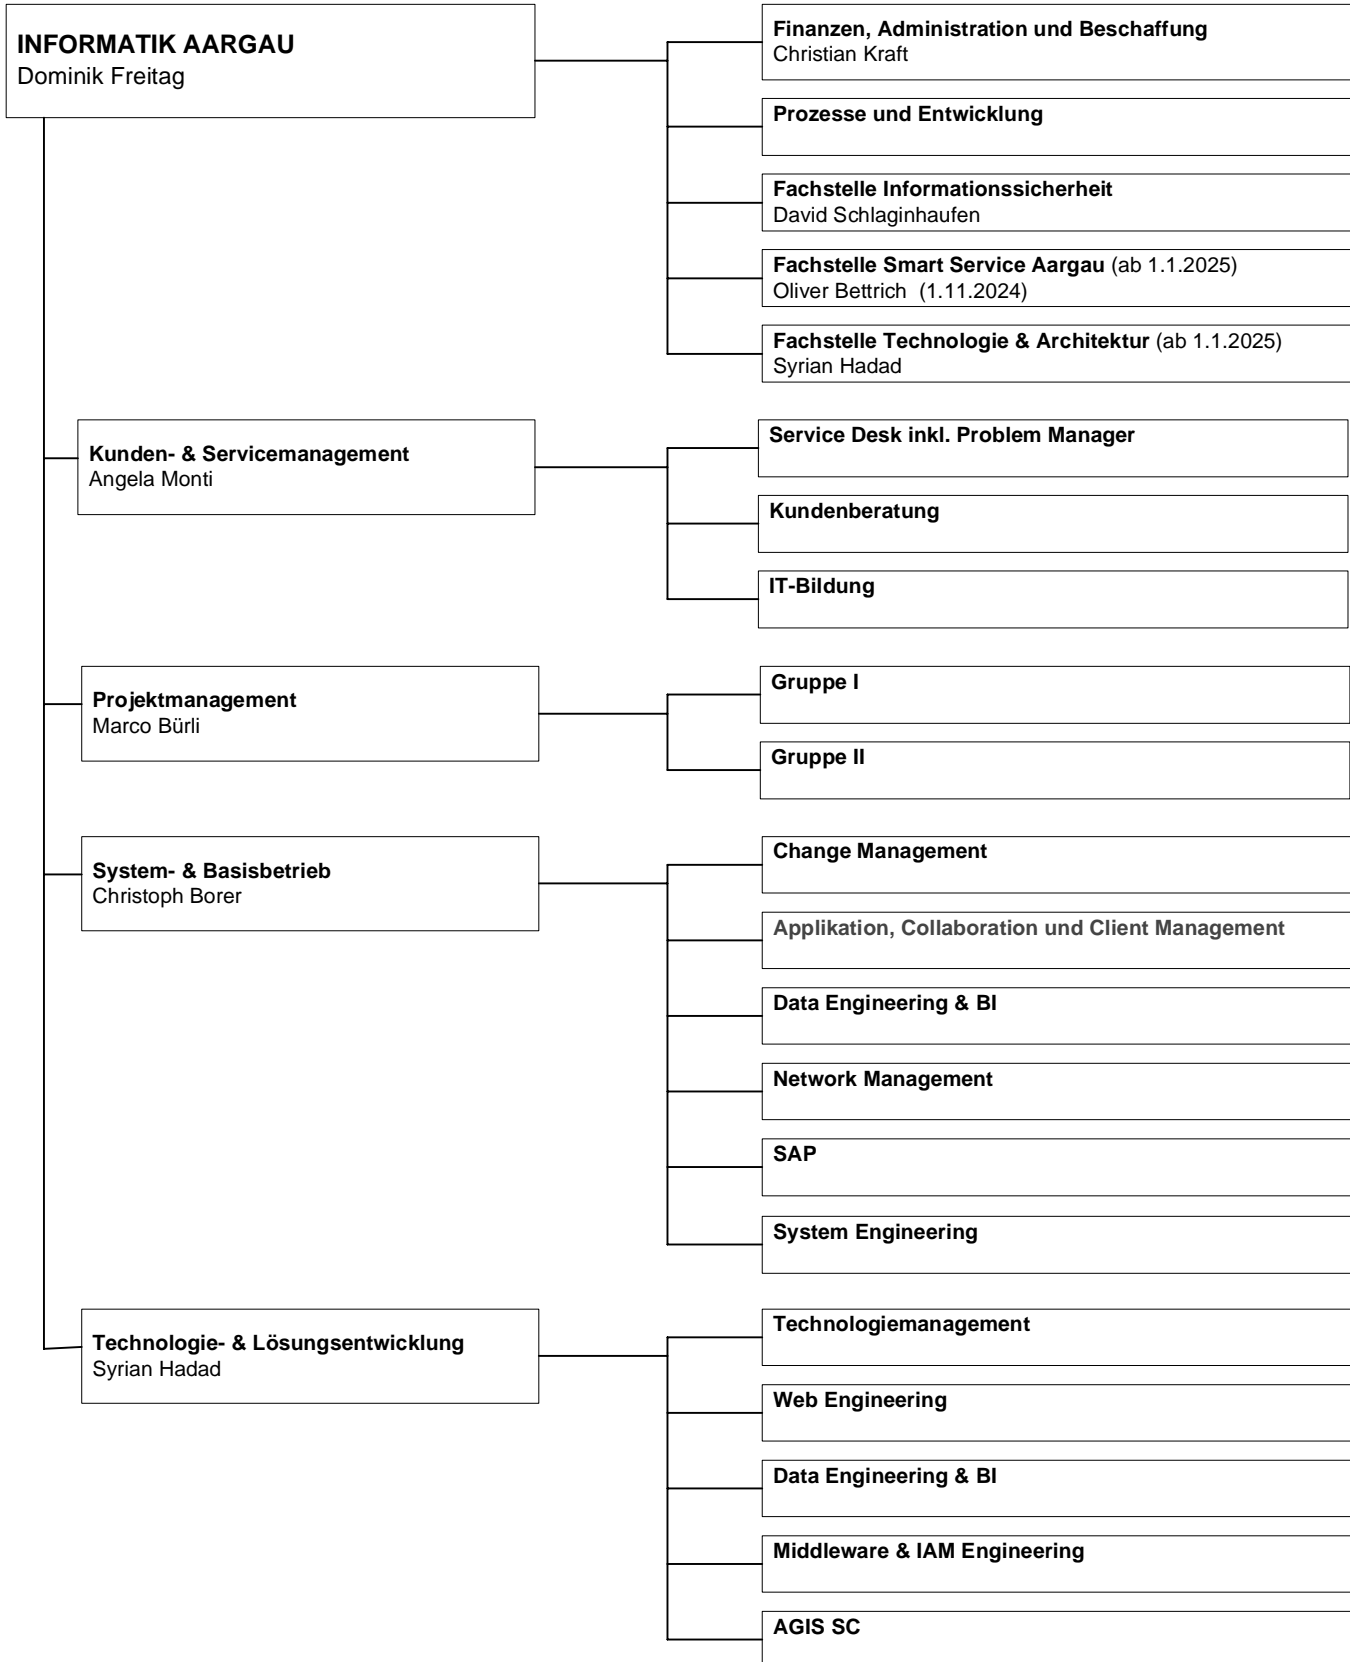 INFORMATIK AARGAU
Dominik Freitag
Finanzen, Administration und Beschaffung
Christian Kraft
Prozesse und Entwicklung
Fachstelle Informationssicherheit
David Schlaginhaufen
Fachstelle Smart Service Aargau (ab 1.1.2025)
Oliver Bettrich (1.11.2024)
Fachstelle Technologie & Architektur (ab 1.1.2025)
Syrian Hadad
Kunden- & Servicemanagement
Angela Monti
Service Desk inkl. Problem Manager
Kundenberatung
IT-Bildung
Projektmanagement
Marco Bürli
Gruppe I
Gruppe II
System- & Basisbetrieb
Christoph Borer
Change Management
Applikation, Collaboration und Client Management
Data Engineering & BI
Network Management
SAP
System Engineering
Technologie- & Lösungsentwicklung
Syrian Hadad
Technologiemanagement
Web Engineering
Data Engineering & BI
Middleware & IAM Engineering
AGIS SC